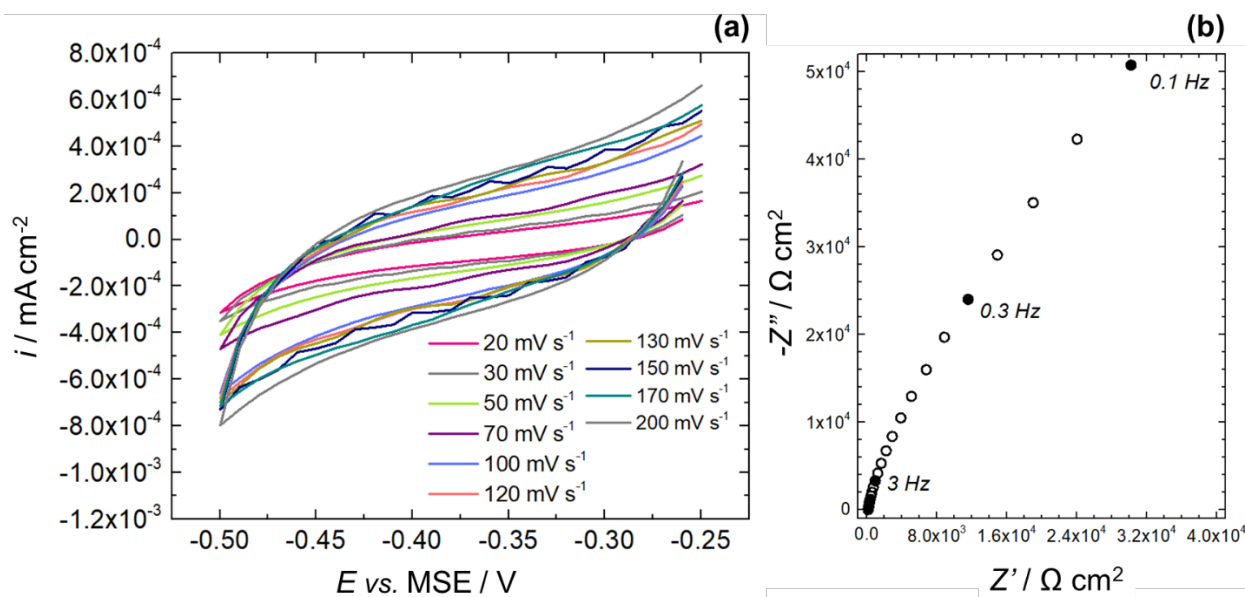 (a)
8.0x10⁻⁴
6.0x10⁻⁴
4.0x10⁻⁴
2.0x10⁻⁴
0.0
-2.0x10⁻⁴
-4.0x10⁻⁴
-6.0x10⁻⁴
-8.0x10⁻⁴
-1.0x10⁻³
-1.2x10⁻³
i / mA cm⁻²
20 mV s⁻¹
30 mV s⁻¹
50 mV s⁻¹
70 mV s⁻¹
100 mV s⁻¹
120 mV s⁻¹
130 mV s⁻¹
150 mV s⁻¹
170 mV s⁻¹
200 mV s⁻¹
-0.50 -0.45 -0.40 -0.35 -0.30 -0.25
E vs. MSE / V
(b)
5x10⁴
4x10⁴
3x10⁴
2x10⁴
1x10⁴
0
-Z″ / Ω cm²
0.1 Hz
0.3 Hz
3 Hz
0.0 8.0x10³ 1.6x10⁴ 2.4x10⁴ 3.2x10⁴ 4.0x10⁴
Z' / Ω cm²